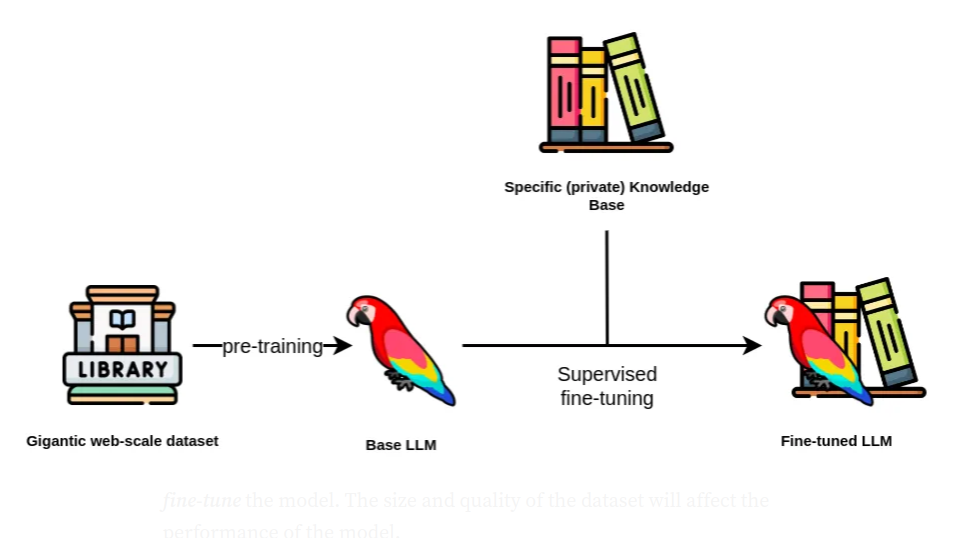 Specific (private) Knowledge
Base
LIBRARY
pre-training
Supervised
fine-tuning
Gigantic web-scale dataset
Base LLM
Fine-tuned LLM
fine-tune the model. The size and quality of the dataset will affect the
performance of the model.